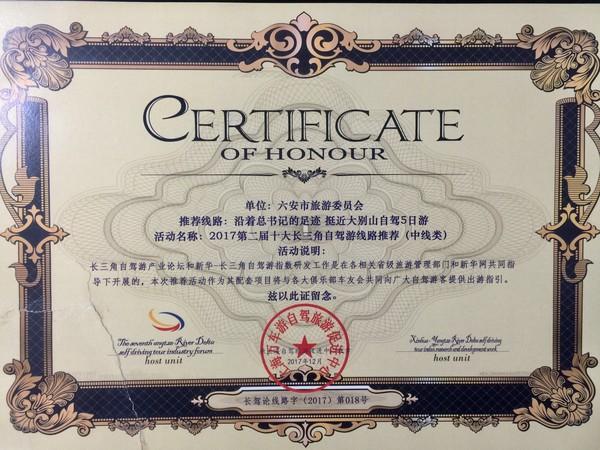 CERTIFICATE
OF HONOUR
单位：六安市旅游委员会
推荐线路：沿着总书记的足迹 挺近大别山自驾5日游
活动名称：2017第二届十大长三角自驾游线路推荐（中线类）
活动说明：
长三角自驾游产业论坛和新华-长三角自驾游指数研发工作是在各相关省级旅游管理部门和新华网共同指
导下开展的，本次推荐活动作为其配套项目将与各大俱乐部车友会共同向广大自驾游客提供出游指引。
兹以此证留念。
The seventh yangtze River Delta
self driving tour industry forum
host unit
2017年12月
Xinhua-Yangtze River Delta self driving
tour index research and development work
host unit
长驾论线路字（2017）第018号